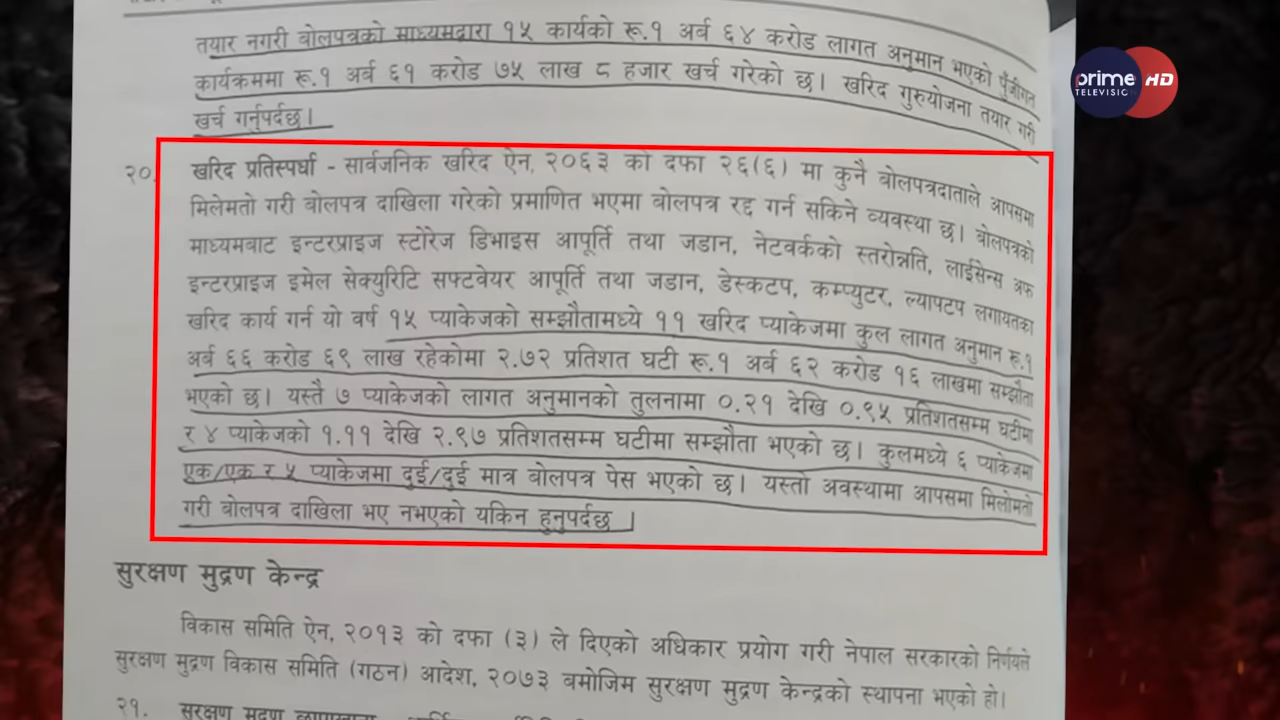 तयार नगरी बोलपत्रको माध्यमद्वारा १५ कार्यको रू.१ अर्ब ६४ करोड लागत अनुमान भएको पुँजीगत
कार्यक्रममा रू.१ अर्ब ६१ करोड ७५ लाख ८ हजार खर्च गरेको छ। खरिद गुरुयोजना तयार गरी
खर्च गर्नुपर्दछ।
prime HD
TELEVISIO
२०. खरिद प्रतिस्पर्धा - सार्वजनिक खरिद ऐन, २०६३ को दफा २६(६) मा कुनै बोलपत्रदाताले आपसमा
मिलेमतो गरी बोलपत्र दाखिला गरेको प्रमाणित भएमा बोलपत्र रद्द गर्न सकिने व्यवस्था छ। बोलपत्रको
माध्यमबाट इन्टरप्राइज स्टोरेज डिभाइस आपूर्ति तथा जडान, नेटवर्कको स्तरोन्नति, लाईसेन्स अफ
इन्टरप्राइज इमेल सेक्युरिटि सफ्टवेयर आपूर्ति तथा जडान, डेस्कटप, कम्प्युटर, ल्यापटप लगायतका
खरिद कार्य गर्न यो वर्ष १५ प्याकेजको सम्झौतामध्ये ११ खरिद प्याकेजमा कुल लागत अनुमान रू.१
अर्ब ६६ करोड ६९ लाख रहेकोमा २.७२ प्रतिशत घटी रू.१ अर्ब ६२ करोड १६ लाखमा सम्झौता
भएको छ। यस्तै ७ प्याकेजको लागत अनुमानको तुलनामा ०.२१ देखि ०.९५ प्रतिशतसम्म घटीमा
र ४ प्याकेजको १.११ देखि २.९७ प्रतिशतसम्म घटीमा सम्झौता भएको छ। कुलमध्ये ६ प्याकेजमा
एक/एक र ५ प्याकेजमा दुई/दुई मात्र बोलपत्र पेस भएको छ। यस्तो अवस्थामा आपसमा मिलोमतो
गरी बोलपत्र दाखिला भए नभएको यकिन हुनुपर्दछ।
सुरक्षण मुद्रण केन्द्र
विकास समिति ऐन, २०१३ को दफा (३) ले दिएको अधिकार प्रयोग गरी नेपाल सरकारको निर्णयले
सुरक्षण मुद्रण विकास समिति (गठन) आदेश, २०७३ बमोजिम सुरक्षण मुद्रण केन्द्रको स्थापना भएको हो।
२१. सुरक्षण मुद्रण